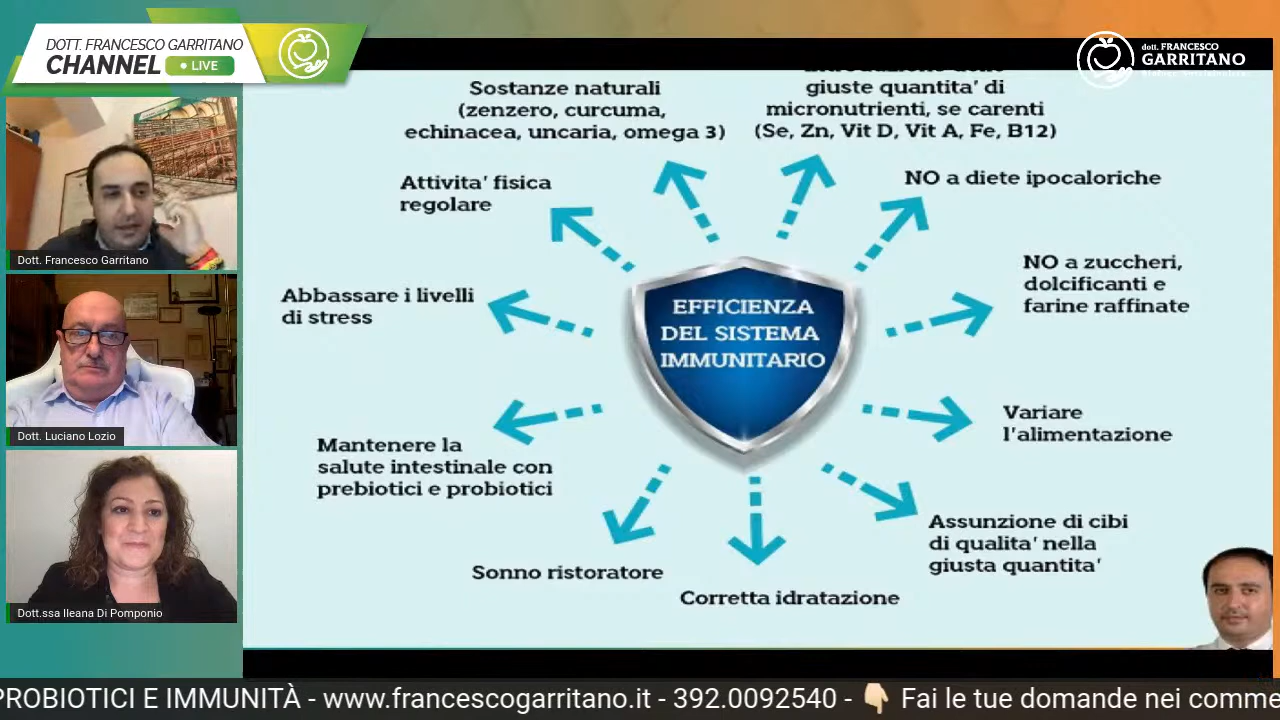 DOTT. FRANCESCO GARRITANO
CHANNEL
• LIVE
dott. FRANCESCO
GARRITANO
Dott. Francesco Garritano
Dott. Luciano Lozio
Dott.ssa Ileana Di Pomponio
Sostanze naturali
(zenzero, curcuma,
echinacea, uncaria, omega 3)
giuste quantita' di
micronutrienti, se carenti
(Se, Zn, Vit D, Vit A, Fe, B12)
Attivita' fisica
regolare
NO a diete ipocaloriche
Abbassare i livelli
di stress
NO a zuccheri,
dolcificanti e
farine raffinate
EFFICIENZA
DEL SISTEMA
IMMUNITARIO
Mantenere la
salute intestinale con
prebiotici e probiotici
Variare
l'alimentazione
Sonno ristoratore
Corretta idratazione
Assunzione di cibi
di qualita' nella
giusta quantita'
PROBIOTICI E IMMUNITÀ - www.francescogarritano.it - 392.0092540 - 👇🏼 Fai le tue domande nei comme